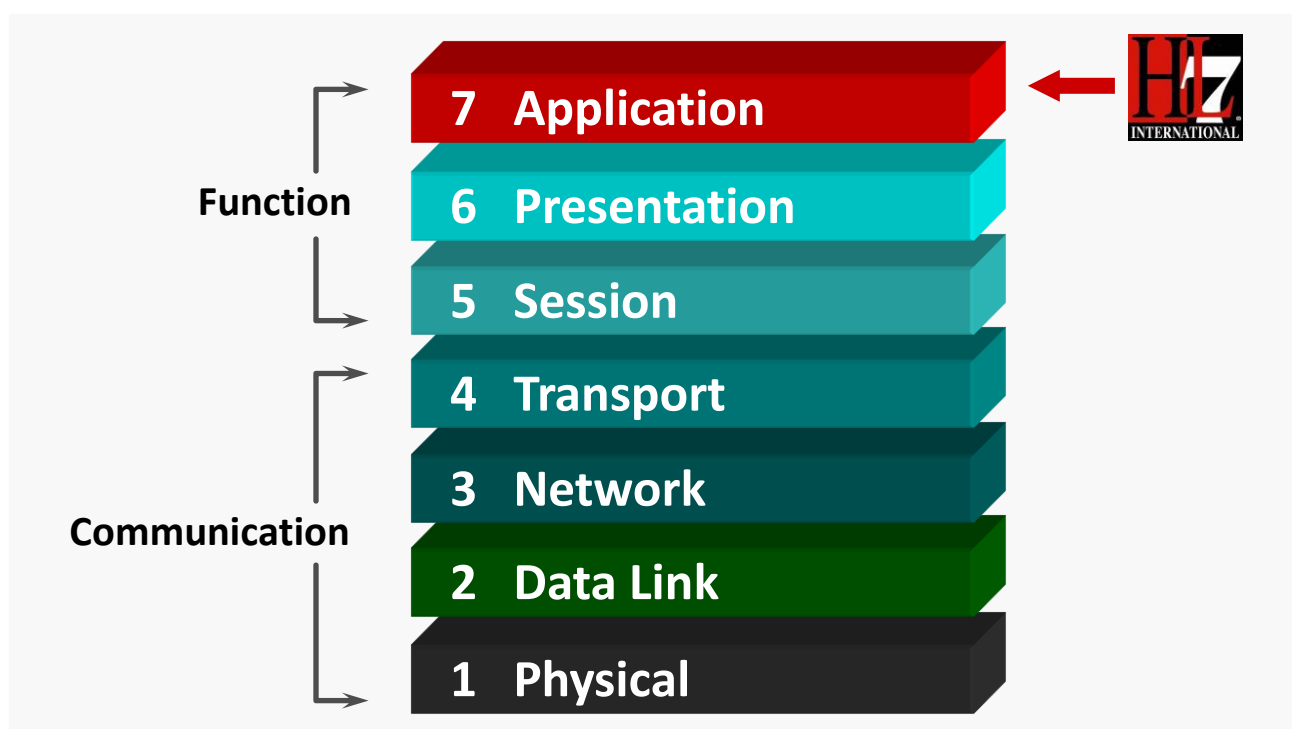 7 Application
HL7
INTERNATIONAL
®
Function
6 Presentation
5 Session
4 Transport
3 Network
Communication
2 Data Link
1 Physical